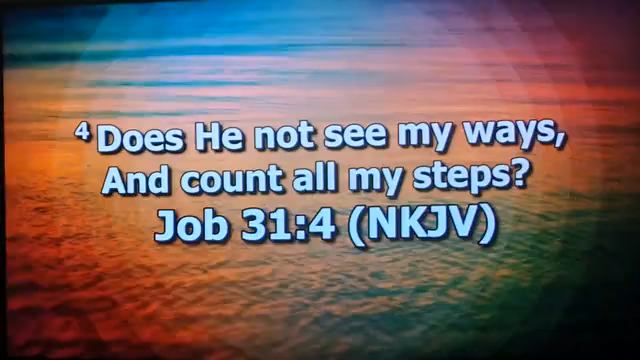 4 Does He not see my ways,
And count all my steps?
Job 31:4 (NKJV)